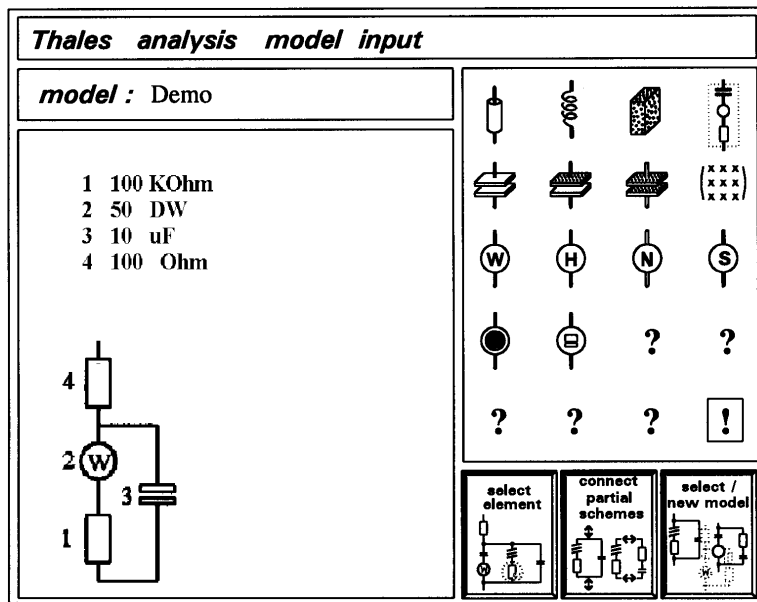 Thales analysis model input
model : Demo
1 100 KOhm
2 50 DW
3 10 uF
4 100 Ohm
4
2 W
3
1
x x x
x x x
x x x
W H N S
? ?
? ? ? !
select
element
W
connect
partial
schemes
select /
new model
W